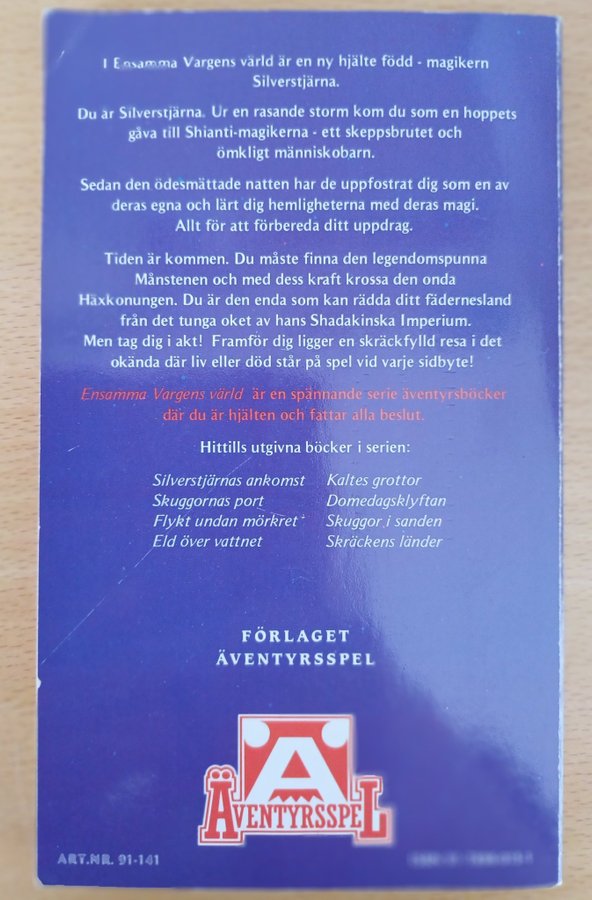 I Ensamma Vargens värld är en ny hjälte född - magikern
Silverstjärna.
Du är Silverstjärna. Ur en rasande storm kom du som en hoppets
gåva till Shianti-magikerna - ett skeppsbrutet och
ömkligt människobarn.
Sedan den ödesmättade natten har de uppfostrat dig som en av
deras egna och lärt dig hemligheterna med deras magi.
Allt för att förbereda ditt uppdrag.
Tiden är kommen. Du måste finna den legendomspunna
Månstenen och med dess kraft krossa den onda
Häxkonungen. Du är den enda som kan rädda ditt fädernesland
från det tunga oket av hans Shadakinska Imperium.
Men tag dig i akt! Framför dig ligger en skräckfylld resa i det
okända där liv eller död står på spel vid varje sidbyte!
Ensamma Vargens värld är en spännande serie äventyrsböcker
där du är hjälten och fattar alla beslut.
Hittills utgivna böcker i serien:
Silverstjärnas ankomst
Skuggornas port
Flykt undan mörkret
Eld över vattnet
Kaltes grottor
Domedagsklyftan
Skuggor i sanden
Skräckens länder
FÖRLAGET
ÄVENTYRSSPEL
Ä
ÄVENTYRSSPEL
ART.NR. 91-141